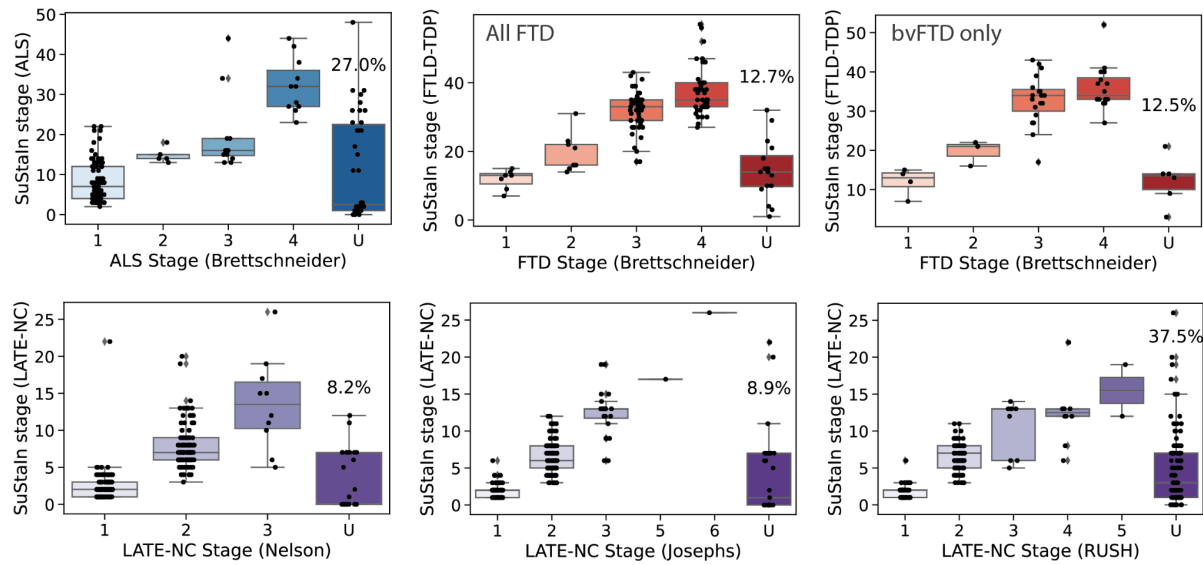 SuStaIn stage (ALS)
50
40
30
20
10
0
27.0%
1 2 3 4 U
ALS Stage (Brettschneider)
SuStaIn stage (FTLD-TDP)
All FTD
40
20
0
12.7%
1 2 3 4 U
FTD Stage (Brettschneider)
SuStaIn stage (FTLD-TDP)
bvFTD only
50
40
30
20
10
12.5%
1 2 3 4 U
FTD Stage (Brettschneider)
SuStaIn stage (LATE-NC)
25
20
15
10
5
0
8.2%
1 2 3 U
LATE-NC Stage (Nelson)
SuStaIn stage (LATE-NC)
25
20
15
10
5
0
8.9%
1 2 3 5 6 U
LATE-NC Stage (Josephs)
SuStaIn stage (LATE-NC)
25
20
15
10
5
0
37.5%
1 2 3 4 5 U
LATE-NC Stage (RUSH)